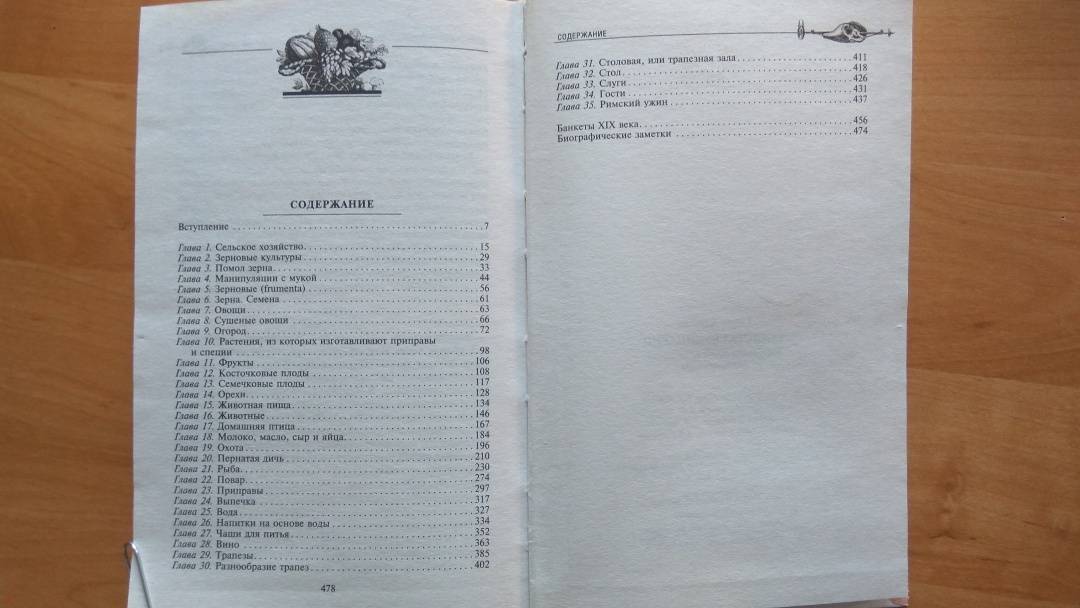 СОДЕРЖАНИЕ
Вступление . . . . . . . . . . 7
Глава 1. Сельское хозяйство . . . . . . . . . . 15
Глава 2. Зерновые культуры . . . . . . . . . . 29
Глава 3. Помол зерна . . . . . . . . . . 33
Глава 4. Манипуляции с мукой . . . . . . . . . . 44
Глава 5. Зерновые (frumenta) . . . . . . . . . . 56
Глава 6. Зерна. Семена . . . . . . . . . . 61
Глава 7. Овощи . . . . . . . . . . 63
Глава 8. Сушеные овощи . . . . . . . . . . 66
Глава 9. Огород . . . . . . . . . . 72
Глава 10. Растения, из которых изготавливают приправы
и специи . . . . . . . . . . 98
Глава 11. Фрукты . . . . . . . . . . 106
Глава 12. Косточковые плоды . . . . . . . . . . 108
Глава 13. Семечковые плоды . . . . . . . . . . 117
Глава 14. Орехи . . . . . . . . . . 128
Глава 15. Животная пища . . . . . . . . . . 134
Глава 16. Животные . . . . . . . . . . 146
Глава 17. Домашняя птица . . . . . . . . . . 167
Глава 18. Молоко, масло, сыр и яйца . . . . . . . . . . 184
Глава 19. Охота . . . . . . . . . . 196
Глава 20. Пернатая дичь . . . . . . . . . . 210
Глава 21. Рыба . . . . . . . . . . 230
Глава 22. Повар . . . . . . . . . . 274
Глава 23. Приправы . . . . . . . . . . 297
Глава 24. Выпечка . . . . . . . . . . 317
Глава 25. Вода . . . . . . . . . . 327
Глава 26. Напитки на основе воды . . . . . . . . . . 334
Глава 27. Чаши для питья . . . . . . . . . . 352
Глава 28. Вино . . . . . . . . . . 363
Глава 29. Трапезы . . . . . . . . . . 385
Глава 30. Разнообразие трапез . . . . . . . . . . 402
478
СОДЕРЖАНИЕ
Глава 31. Столовая, или трапезная зала . . . . . . . . . . 411
Глава 32. Стол . . . . . . . . . . 418
Глава 33. Слуги . . . . . . . . . . 426
Глава 34. Гости . . . . . . . . . . 431
Глава 35. Римский ужин . . . . . . . . . . 437
Банкеты XIX века . . . . . . . . . . 456
Биографические заметки . . . . . . . . . . 474